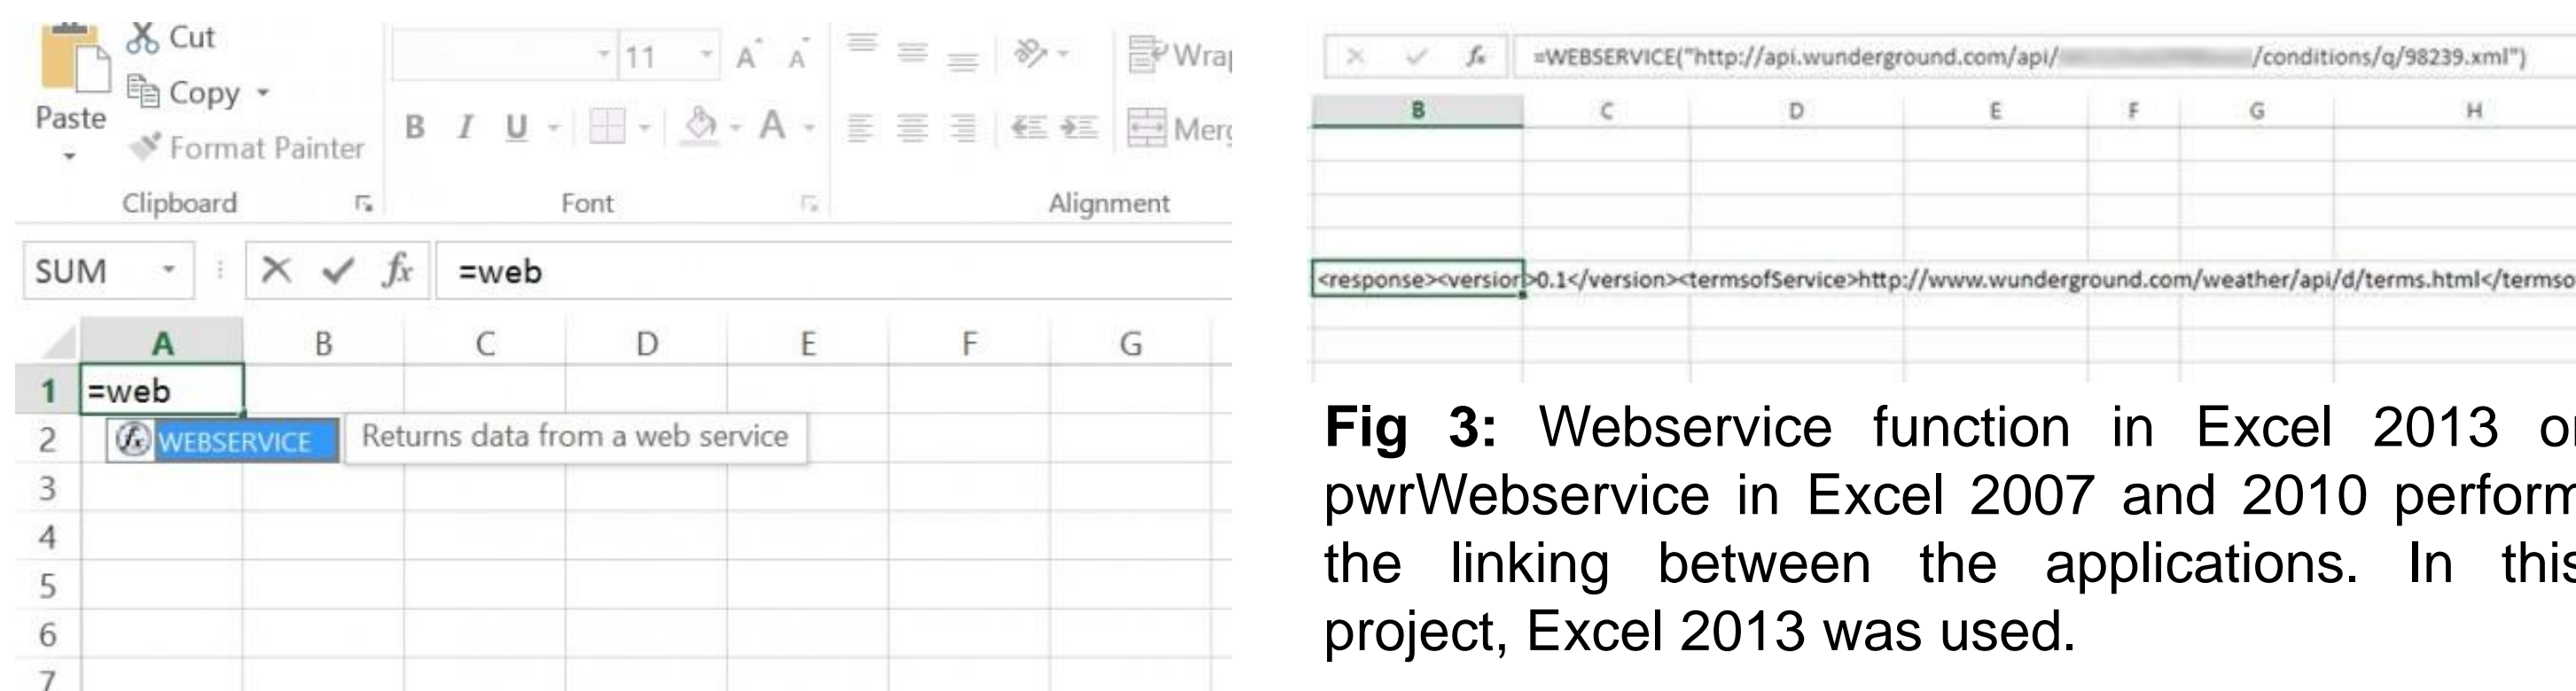 Cut
Copy
Paste
Format Painter
Clipboard
11
A A
B I U A
Font
Wrap
Merg
Alignment
SUM
fx =web
A B C D E F G
1 =web
2 fx WEBSERVICE Returns data from a web service
3
4
5
6
7
fx =WEBSERVICE("http://api.wunderground.com/api/ /conditions/q/98239.xml")
B C D E F G H
<response><version>0.1</version><termsofService>http://www.wunderground.com/weather/api/d/terms.html</termso
Fig 3: Webservice function in Excel 2013 or
pwrWebservice in Excel 2007 and 2010 perform
the linking between the applications. In this
project, Excel 2013 was used.